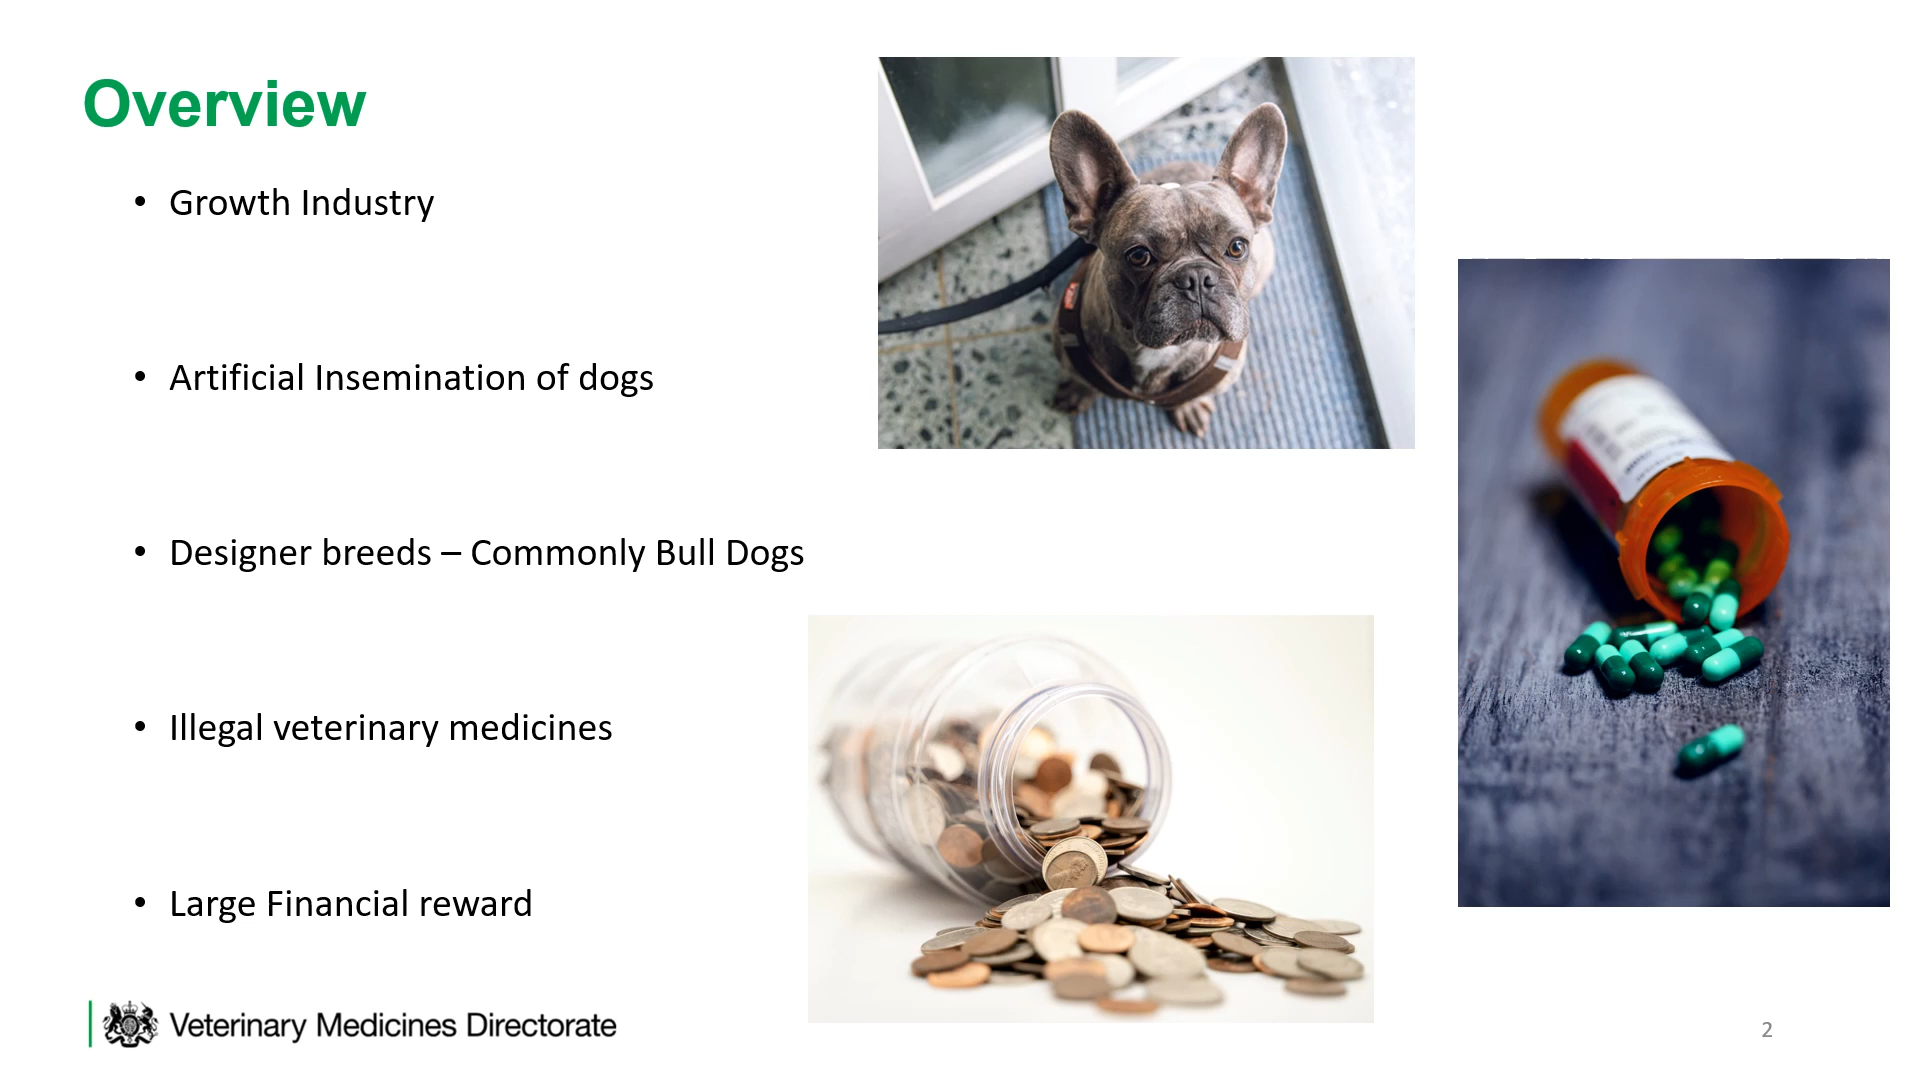 Overview
• Growth Industry
• Artificial Insemination of dogs
• Designer breeds – Commonly Bull Dogs
• Illegal veterinary medicines
• Large Financial reward
Veterinary Medicines Directorate
2